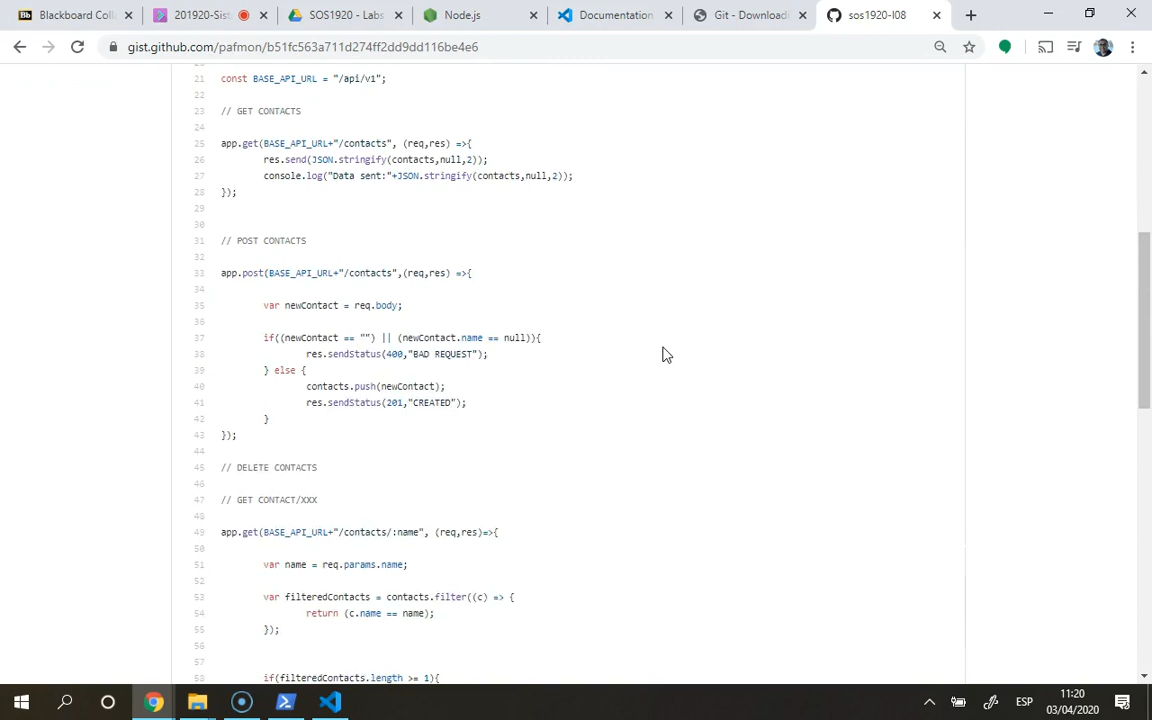 Blackboard Coll
201920-Sist
SOS1920 - Labs
Node.js
Documentation
Git - Downloadi
sos1920-l08
gist.github.com/pafmon/b51fc563a711d274ff2dd9dd116be4e6
21 const BASE_API_URL = "/api/v1";
22
23 // GET CONTACTS
24
25 app.get(BASE_API_URL+"/contacts", (req,res) =>{
26 res.send(JSON.stringify(contacts,null,2));
27 console.log("Data sent:"+JSON.stringify(contacts,null,2));
28 });
29
30
31 // POST CONTACTS
32
33 app.post(BASE_API_URL+"/contacts",(req,res) =>{
34
35 var newContact = req.body;
36
37 if((newContact == "") || (newContact.name == null)){
38 res.sendStatus(400,"BAD REQUEST");
39 } else {
40 contacts.push(newContact);
41 res.sendStatus(201,"CREATED");
42 }
43 });
44
45 // DELETE CONTACTS
46
47 // GET CONTACT/XXX
48
49 app.get(BASE_API_URL+"/contacts/:name", (req,res)=>{
50
51 var name = req.params.name;
52
53 var filteredContacts = contacts.filter((c) => {
54 return (c.name == name);
55 });
56
57
58 if(filteredContacts.length >= 1){
ESP
11:20
03/04/2020